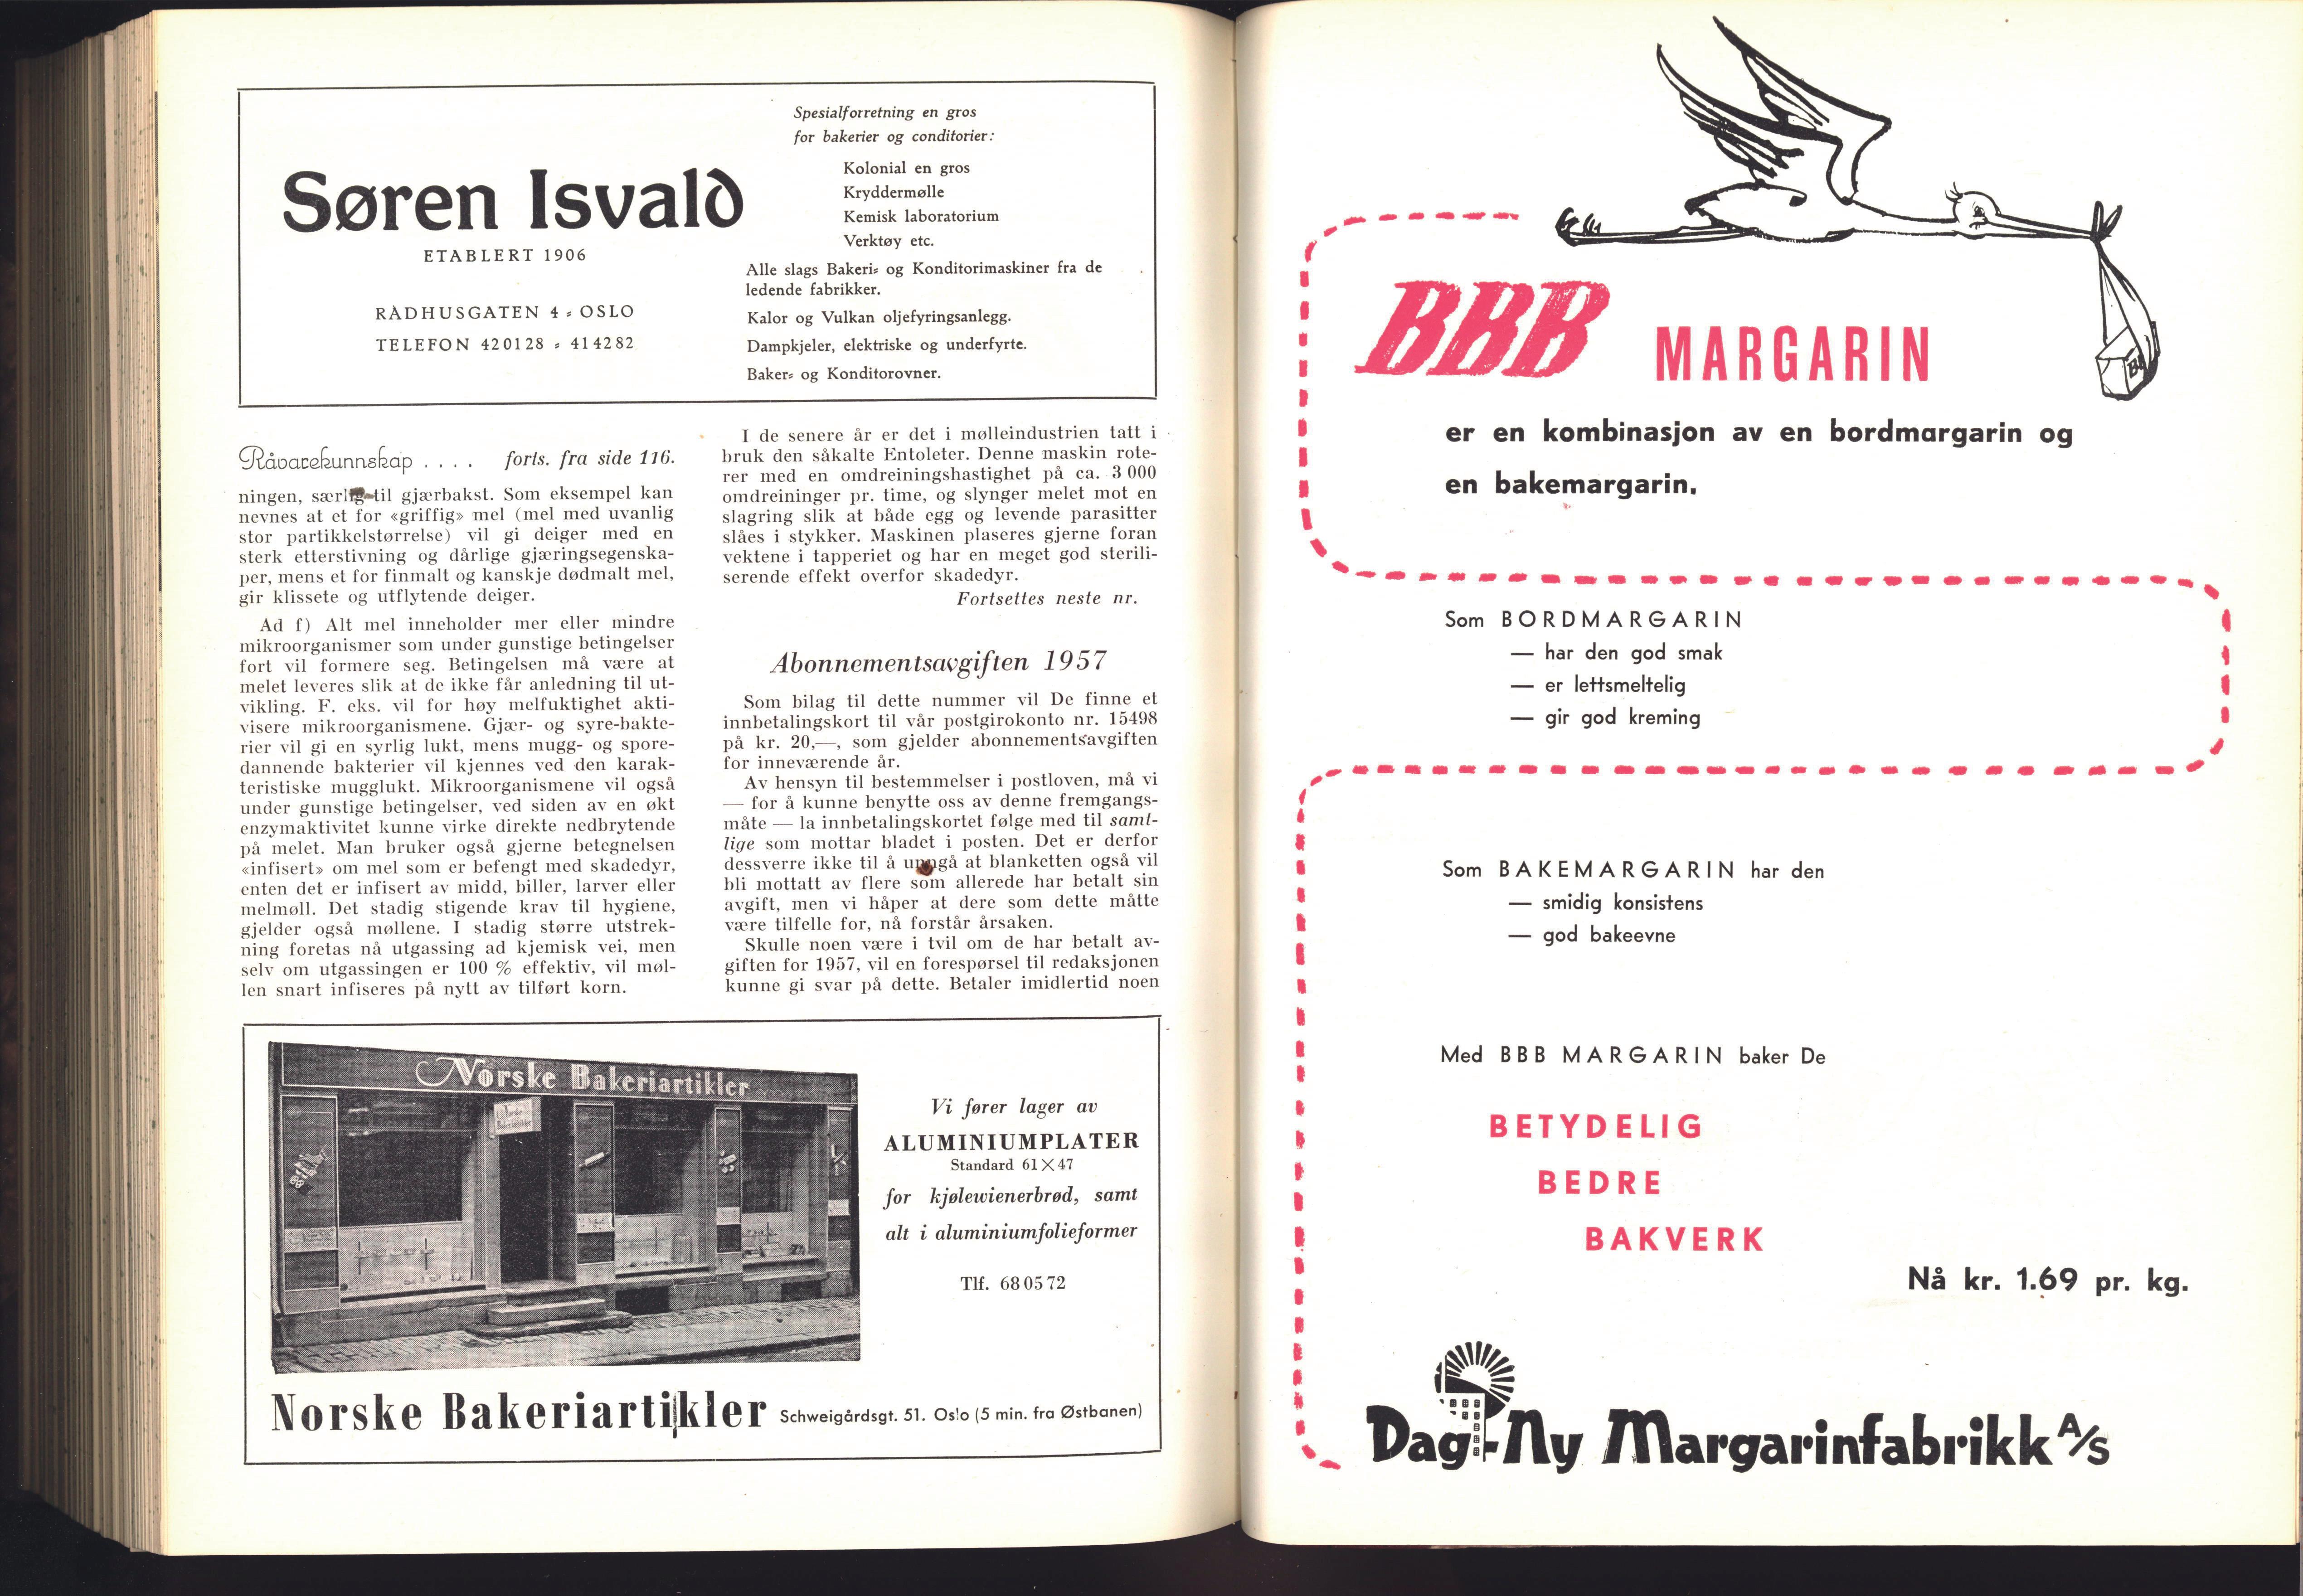 Søren Isvald
ETABLERT 1906
RÅDHUSGATEN 4 - OSLO
TELEFON 420128 - 414282
Spesialforretning en gros
for bakerier og conditorier:
Kolonial en gros
Kryddermølle
Kemisk laboratorium
Verktøy etc.
Alle slags Bakeri- og Konditorimaskiner fra de
ledende fabrikker.
Kalor og Vulkan oljefyringsanlegg.
Dampkjeler, elektriske og underfyrte.
Baker- og Konditorovner.
Råvarekunnskap . . . . forts. fra side 116.
ningen, særlig til gjærbakst. Som eksempel kan
nevnes at et for «griffig» mel (mel med uvanlig
stor partikkelstørrelse) vil gi deiger med en
sterk etterstivning og dårlige gjæringsegenska-
per, mens et for finmalt og kanskje dødmalt mel,
gir klissete og utflytende deiger.
Ad f) Alt mel inneholder mer eller mindre
mikroorganismer som under gunstige betingelser
fort vil formere seg. Betingelsen må være at
melet leveres slik at de ikke får anledning til ut-
vikling. F. eks. vil for høy melfuktighet akti-
visere mikroorganismene. Gjær- og syre-bakte-
rier vil gi en syrlig lukt, mens mugg- og spore-
dannende bakterier vil kjennes ved den karak-
teristiske mugglukt. Mikroorganismene vil også
under gunstige betingelser, ved siden av en økt
enzymaktivitet kunne virke direkte nedbrytende
på melet. Man bruker også gjerne betegnelsen
«infisert» om mel som er befengt med skadedyr,
enten det er infisert av midd, biller, larver eller
melmøll. Det stadig stigende krav til hygiene,
gjelder også møllene. I stadig større utstrek-
ning foretas nå utgassing ad kjemisk vei, men
selv om utgassingen er 100 % effektiv, vil møl-
len snart infiseres på nytt av tilført korn.
I de senere år er det i mølleindustrien tatt i
bruk den såkalte Entoleter. Denne maskin rote-
rer med en omdreiningshastighet på ca. 3 000
omdreininger pr. time, og slynger melet mot en
slagring slik at både egg og levende parasitter
slåes i stykker. Maskinen plaseres gjerne foran
vektene i tapperiet og har en meget god sterili-
serende effekt overfor skadedyr.
Fortsettes neste nr.
Abonnementsavgiften 1957
Som bilag til dette nummer vil De finne et
innbetalingskort til vår postgirokonto nr. 15498
på kr. 20,—, som gjelder abonnementsavgiften
for inneværende år.
Av hensyn til bestemmelser i postloven, må vi
— for å kunne benytte oss av denne fremgangs-
måte — la innbetalingskortet følge med til samt-
lige som mottar bladet i posten. Det er derfor
dessverre ikke til å unngå at blanketten også vil
bli mottatt av flere som allerede har betalt sin
avgift, men vi håper at dere som dette måtte
være tilfelle for, nå forstår årsaken.
Skulle noen være i tvil om de har betalt av-
giften for 1957, vil en forespørsel til redaksjonen
kunne gi svar på dette. Betaler imidlertid noen
Norske Bakeriartikler
Norske
Bakeriartikler
Vi fører lager av
ALUMINIUMPLATER
Standard 61×47
for kjølewienerbrød, samt
alt i aluminiumfolieformer
Tlf. 68 05 72
Norske Bakeriartikler Schweigårdsgt. 51. Oslo (5 min. fra Østbanen)
BBB MARGARIN
er en kombinasjon av en bordmargarin og
en bakemargarin.
Som BORDMARGARIN
— har den god smak
— er lettsmeltelig
— gir god kreming
Som BAKEMARGARIN har den
— smidig konsistens
— god bakeevne
Med BBB MARGARIN baker De
BETYDELIG
BEDRE
BAKVERK
Nå kr. 1.69 pr. kg.
Dag-Ny Margarinfabrikk A/s